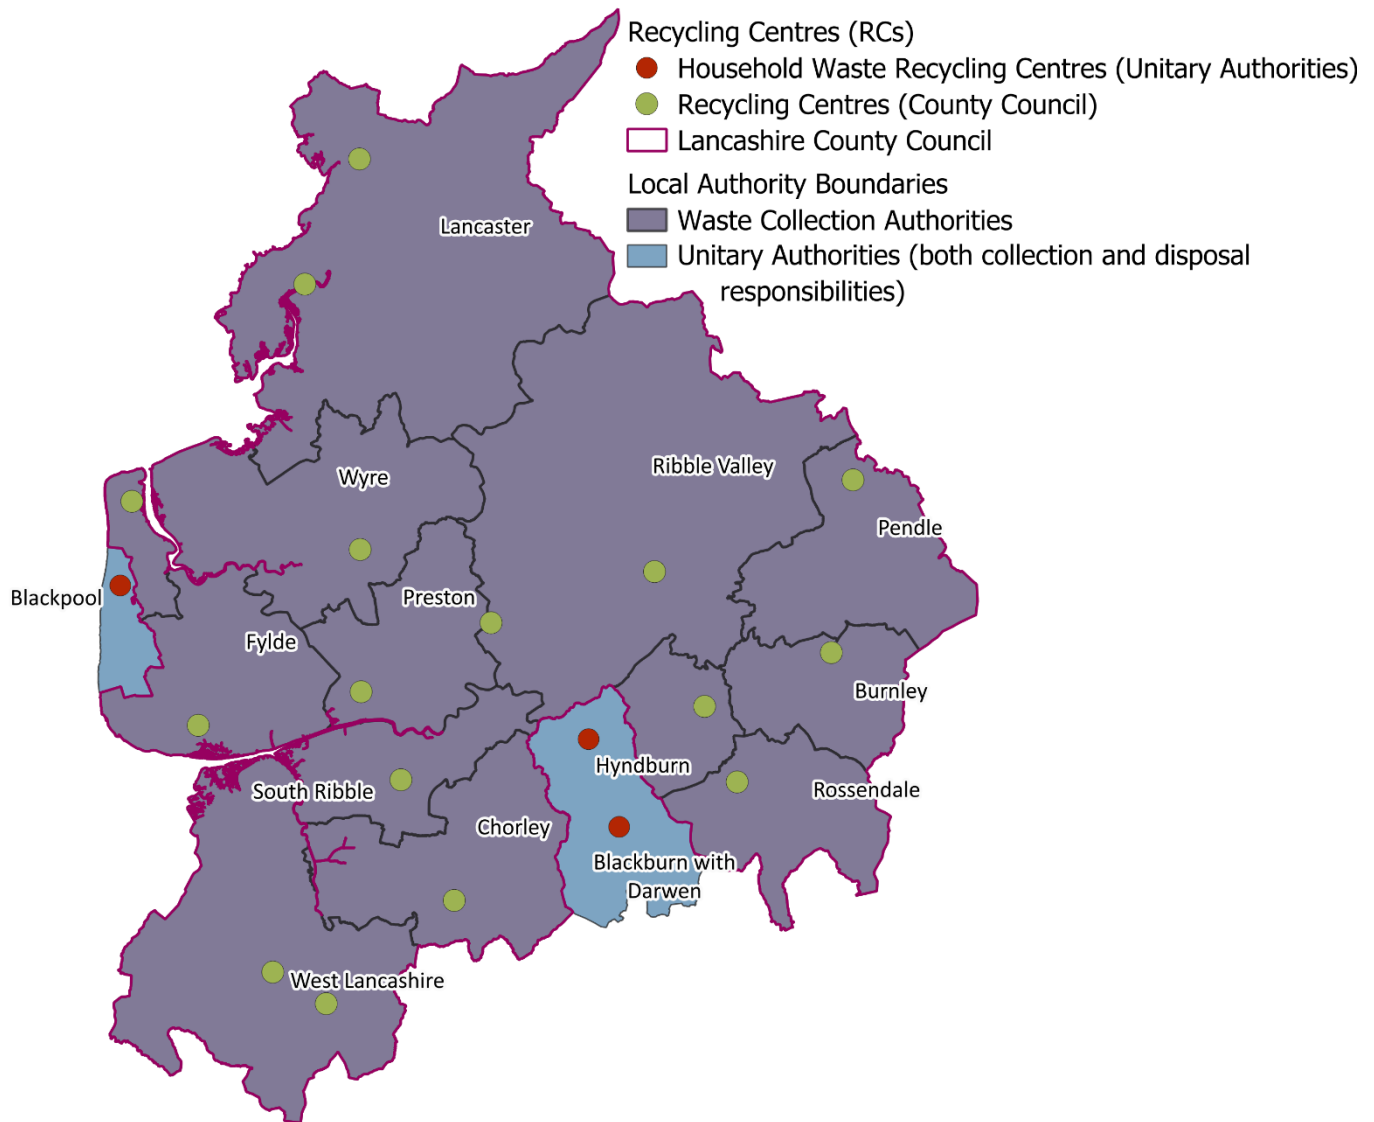 Recycling Centres (RCs)
Household Waste Recycling Centres (Unitary Authorities)
Recycling Centres (County Council)
Lancashire County Council
Local Authority Boundaries
Waste Collection Authorities
Unitary Authorities (both collection and disposal
responsibilities)
Lancaster
Wyre
Ribble Valley
Pendle
Blackpool
Preston
Fylde
Burnley
Hyndburn
South Ribble
Rossendale
Chorley
Blackburn with
Darwen
West Lancashire